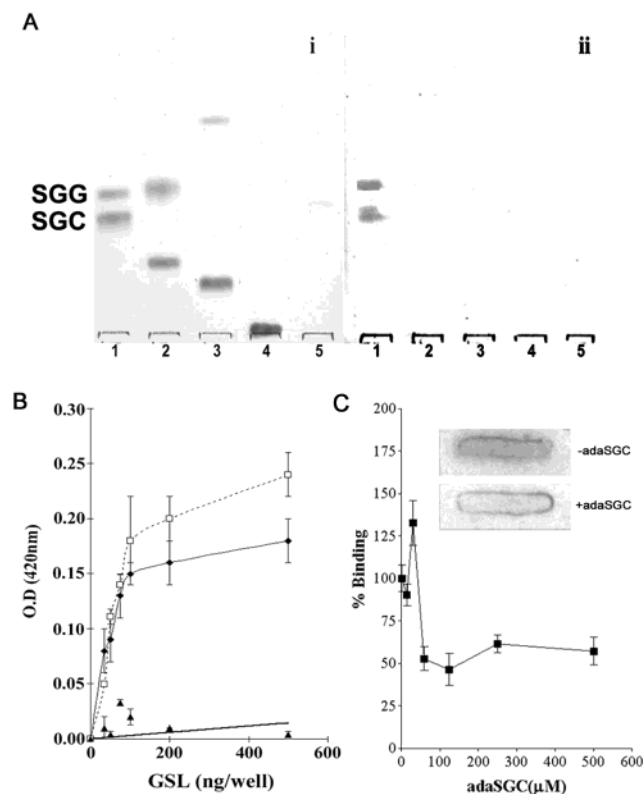 A
i
ii
SGG
SGC
1 2 3 4 5 1 2 3 4 5
B
0.30
0.25
0.20
0.15
0.10
0.05
0.00
O.D (420nm)
0 200 400 600
GSL (ng/well)
C
200
175
150
125
100
75
50
25
0
% Binding
-adaSGC
+adaSGC
0 100 200 300 400 500 600
adaSGC(μM)